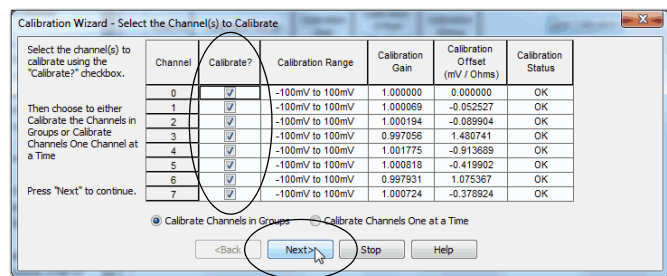 Calibration Wizard - Select the Channel(s) to Calibrate
Select the channel(s) to
calibrate using the
"Calibrate?" checkbox.
Then choose to either
Calibrate the Channels in
Groups or Calibrate
Channels One Channel at
a Time
Press "Next" to continue.
Channel Calibrate? Calibration Range Calibration Gain Calibration Offset (mV / Ohms) Calibration Status
0 -100mV to 100mV 1.000000 0.000000 OK
1 -100mV to 100mV 1.000069 -0.052527 OK
2 -100mV to 100mV 1.000194 -0.089904 OK
3 -100mV to 100mV 0.997056 1.480741 OK
4 -100mV to 100mV 1.001775 -0.913689 OK
5 -100mV to 100mV 1.000818 -0.419902 OK
6 -100mV to 100mV 0.997931 1.075367 OK
7 -100mV to 100mV 1.000724 -0.378924 OK
Calibrate Channels in Groups Calibrate Channels One at a Time
<Back Next> Stop Help